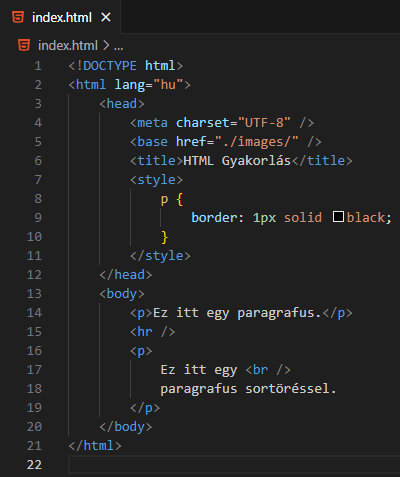 index.html
index.html > ...
1 <!DOCTYPE html>
2 <html lang="hu">
3 <head>
4 <meta charset="UTF-8" />
5 <base href="./images/" />
6 <title>HTML Gyakorlás</title>
7 <style>
8 p {
9 border: 1px solid black;
10 }
11 </style>
12 </head>
13 <body>
14 <p>Ez itt egy paragrafus.</p>
15 <hr />
16 <p>
17 Ez itt egy <br />
18 paragrafus sortöréssel.
19 </p>
20 </body>
21 </html>
22